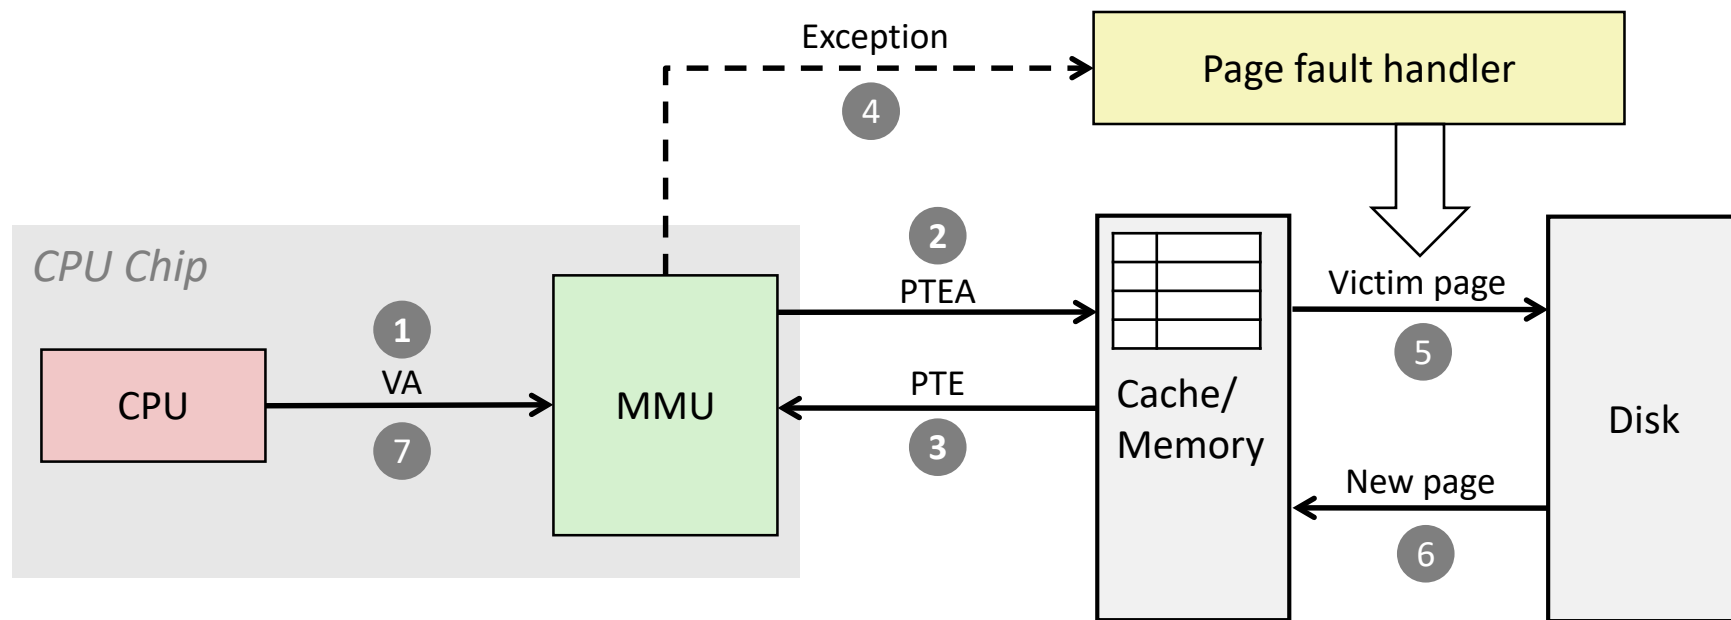 Exception
Page fault handler
4
2
CPU Chip
PTEA
Victim page
1
5
VA
PTE
CPU
MMU
Cache/
Memory
Disk
7
3
New page
6